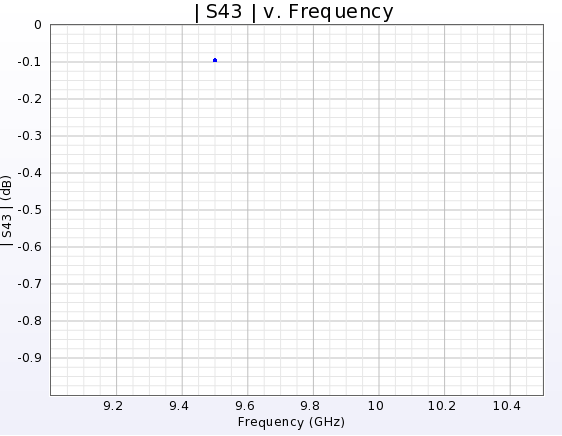 | S43 | v. Frequency
0
-0.1
-0.2
-0.3
-0.4
-0.5
-0.6
-0.7
-0.8
-0.9
| S43 | (dB)
9.2 9.4 9.6 9.8 10 10.2 10.4
Frequency (GHz)